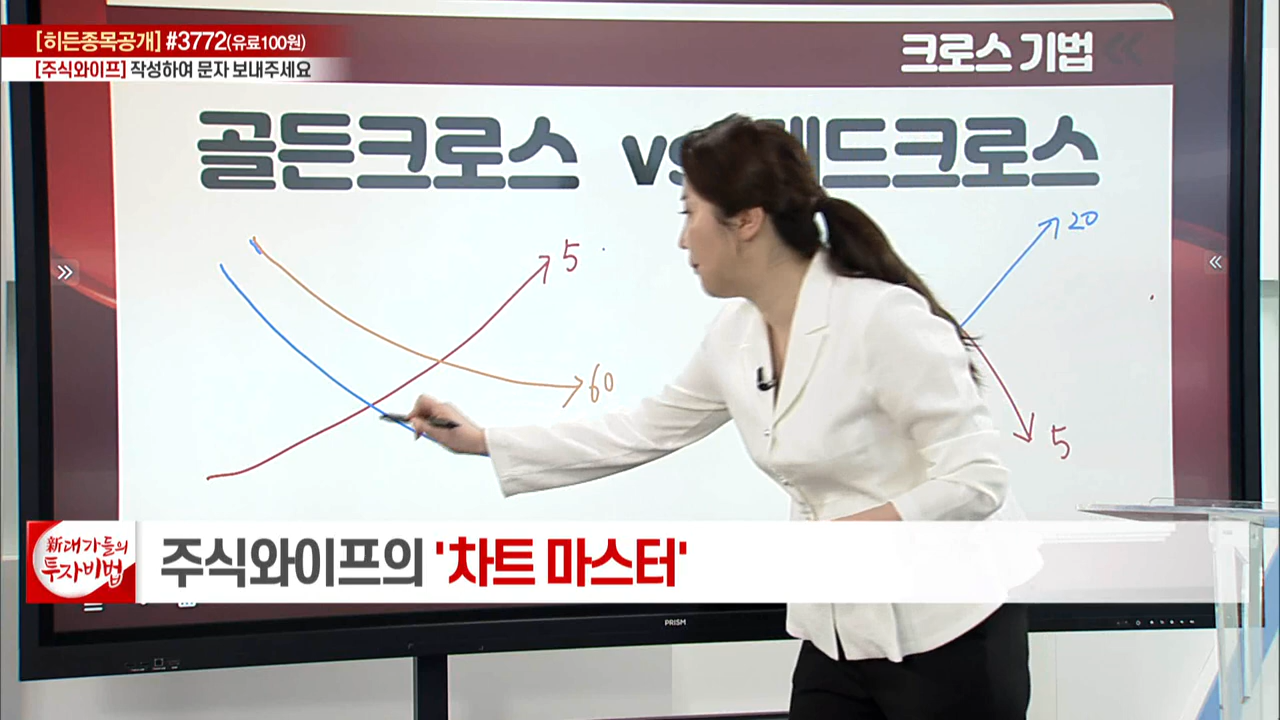 [히든종목공개] #3772(유료100원)
[주식와이프] 작성하여 문자 보내주세요
크로스 기법
골든크로스 vs 데드크로스
20
5
60
5
新대가들의
투자비법
주식와이프의 '차트 마스터'
PRISM